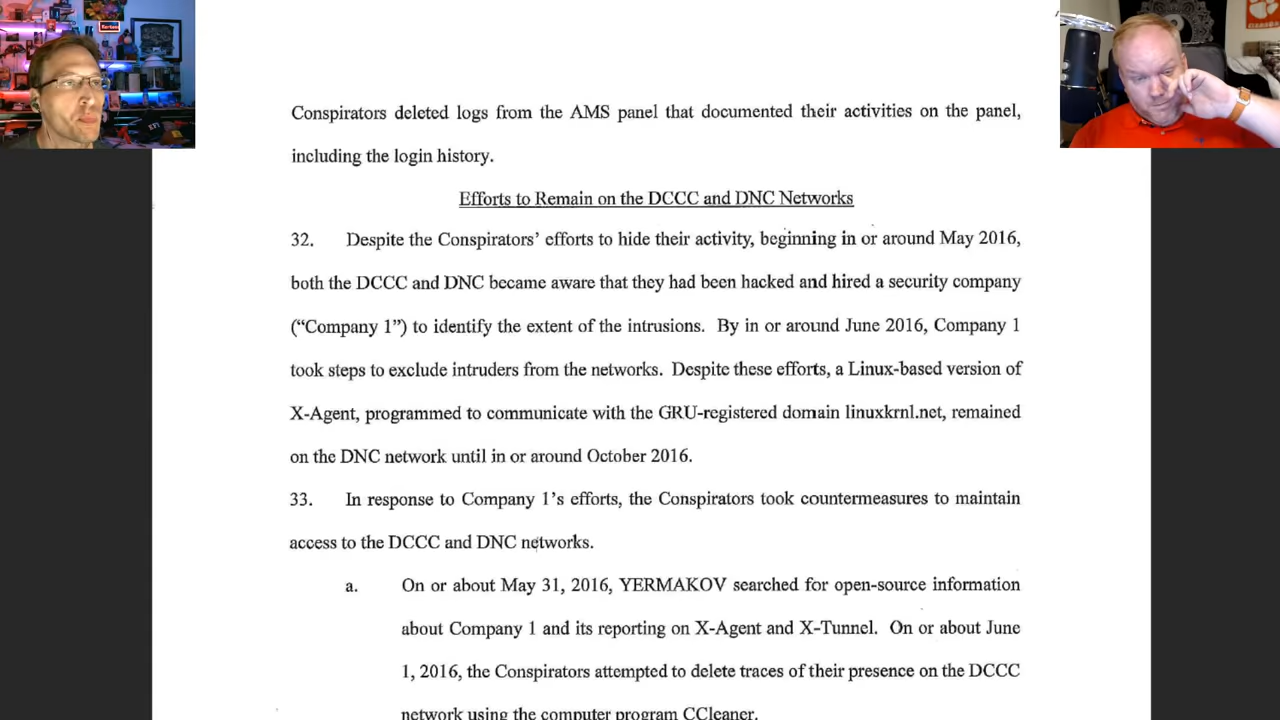 Conspirators deleted logs from the AMS panel that documented their activities on the panel,
including the login history.
Efforts to Remain on the DCCC and DNC Networks
32. Despite the Conspirators’ efforts to hide their activity, beginning in or around May 2016,
both the DCCC and DNC became aware that they had been hacked and hired a security company
(“Company 1”) to identify the extent of the intrusions. By in or around June 2016, Company 1
took steps to exclude intruders from the networks. Despite these efforts, a Linux-based version of
X-Agent, programmed to communicate with the GRU-registered domain linuxkrnl.net, remained
on the DNC network until in or around October 2016.
33. In response to Company 1’s efforts, the Conspirators took countermeasures to maintain
access to the DCCC and DNC networks.
a. On or about May 31, 2016, YERMAKOV searched for open-source information
about Company 1 and its reporting on X-Agent and X-Tunnel. On or about June
1, 2016, the Conspirators attempted to delete traces of their presence on the DCCC
network using the computer program CCleaner.